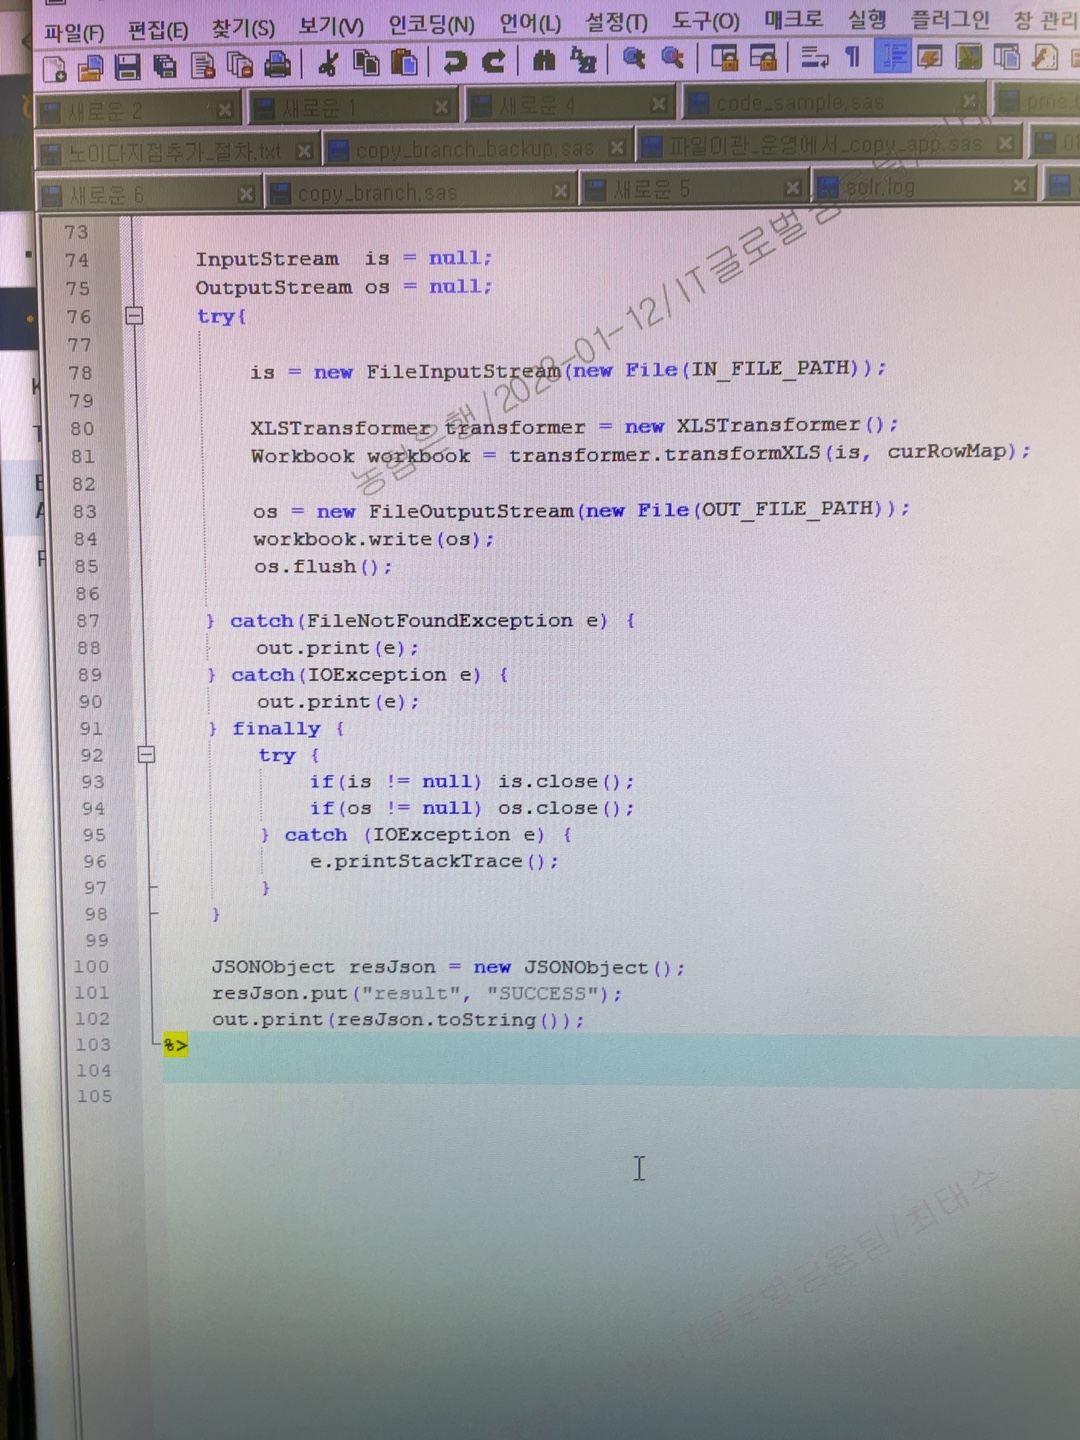 파일(F) 편집(E) 찾기(S) 보기(V) 인코딩(N) 언어(L) 설정(T) 도구(O) 매크로 실행 플러그인 창 관리
새로운 2 새로운 1 새로운 4 code_sample.sas
노이다지점추가_절차.txt copy_branch_backup.sas 파일이관_운영에서_copy_app.sas
새로운 6 copy_branch.sas 새로운 5 solr.log
73
74 InputStream is = null;
75 OutputStream os = null;
76 try{
77
78 is = new FileInputStream(new File(IN_FILE_PATH));
79
80 XLSTransformer transformer = new XLSTransformer();
81 Workbook workbook = transformer.transformXLS(is, curRowMap);
82
83 os = new FileOutputStream(new File(OUT_FILE_PATH));
84 workbook.write(os);
85 os.flush();
86
87 } catch(FileNotFoundException e) {
88 out.print(e);
89 } catch(IOException e) {
90 out.print(e);
91 } finally {
92 try {
93 if(is != null) is.close();
94 if(os != null) os.close();
95 } catch (IOException e) {
96 e.printStackTrace();
97 }
98 }
99
100 JSONObject resJson = new JSONObject();
101 resJson.put("result", "SUCCESS");
102 out.print(resJson.toString());
103 %>
104
105
농협은행/2023-01-12/IT글로벌금
IT글로벌금융팀/최태수